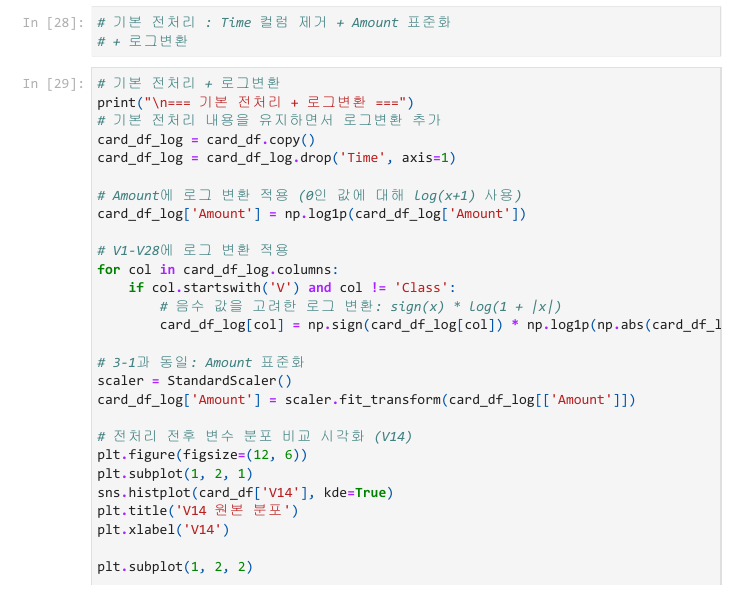 In [28]: # 기본 전처리 : Time 컬럼 제거 + Amount 표준화
# + 로그변환
In [29]: # 기본 전처리 + 로그변환
print("\n=== 기본 전처리 + 로그변환 ===")
# 기본 전처리 내용을 유지하면서 로그변환 추가
card_df_log = card_df.copy()
card_df_log = card_df_log.drop('Time', axis=1)
# Amount에 로그 변환 적용 (0인 값에 대해 log(x+1) 사용)
card_df_log['Amount'] = np.log1p(card_df_log['Amount'])
# V1-V28에 로그 변환 적용
for col in card_df_log.columns:
if col.startswith('V') and col != 'Class':
# 음수 값을 고려한 로그 변환: sign(x) * log(1 + |x|)
card_df_log[col] = np.sign(card_df_log[col]) * np.log1p(np.abs(card_df_l
# 3-1과 동일: Amount 표준화
scaler = StandardScaler()
card_df_log['Amount'] = scaler.fit_transform(card_df_log[['Amount']])
# 전처리 전후 변수 분포 비교 시각화 (V14)
plt.figure(figsize=(12, 6))
plt.subplot(1, 2, 1)
sns.histplot(card_df['V14'], kde=True)
plt.title('V14 원본 분포')
plt.xlabel('V14')
plt.subplot(1, 2, 2)